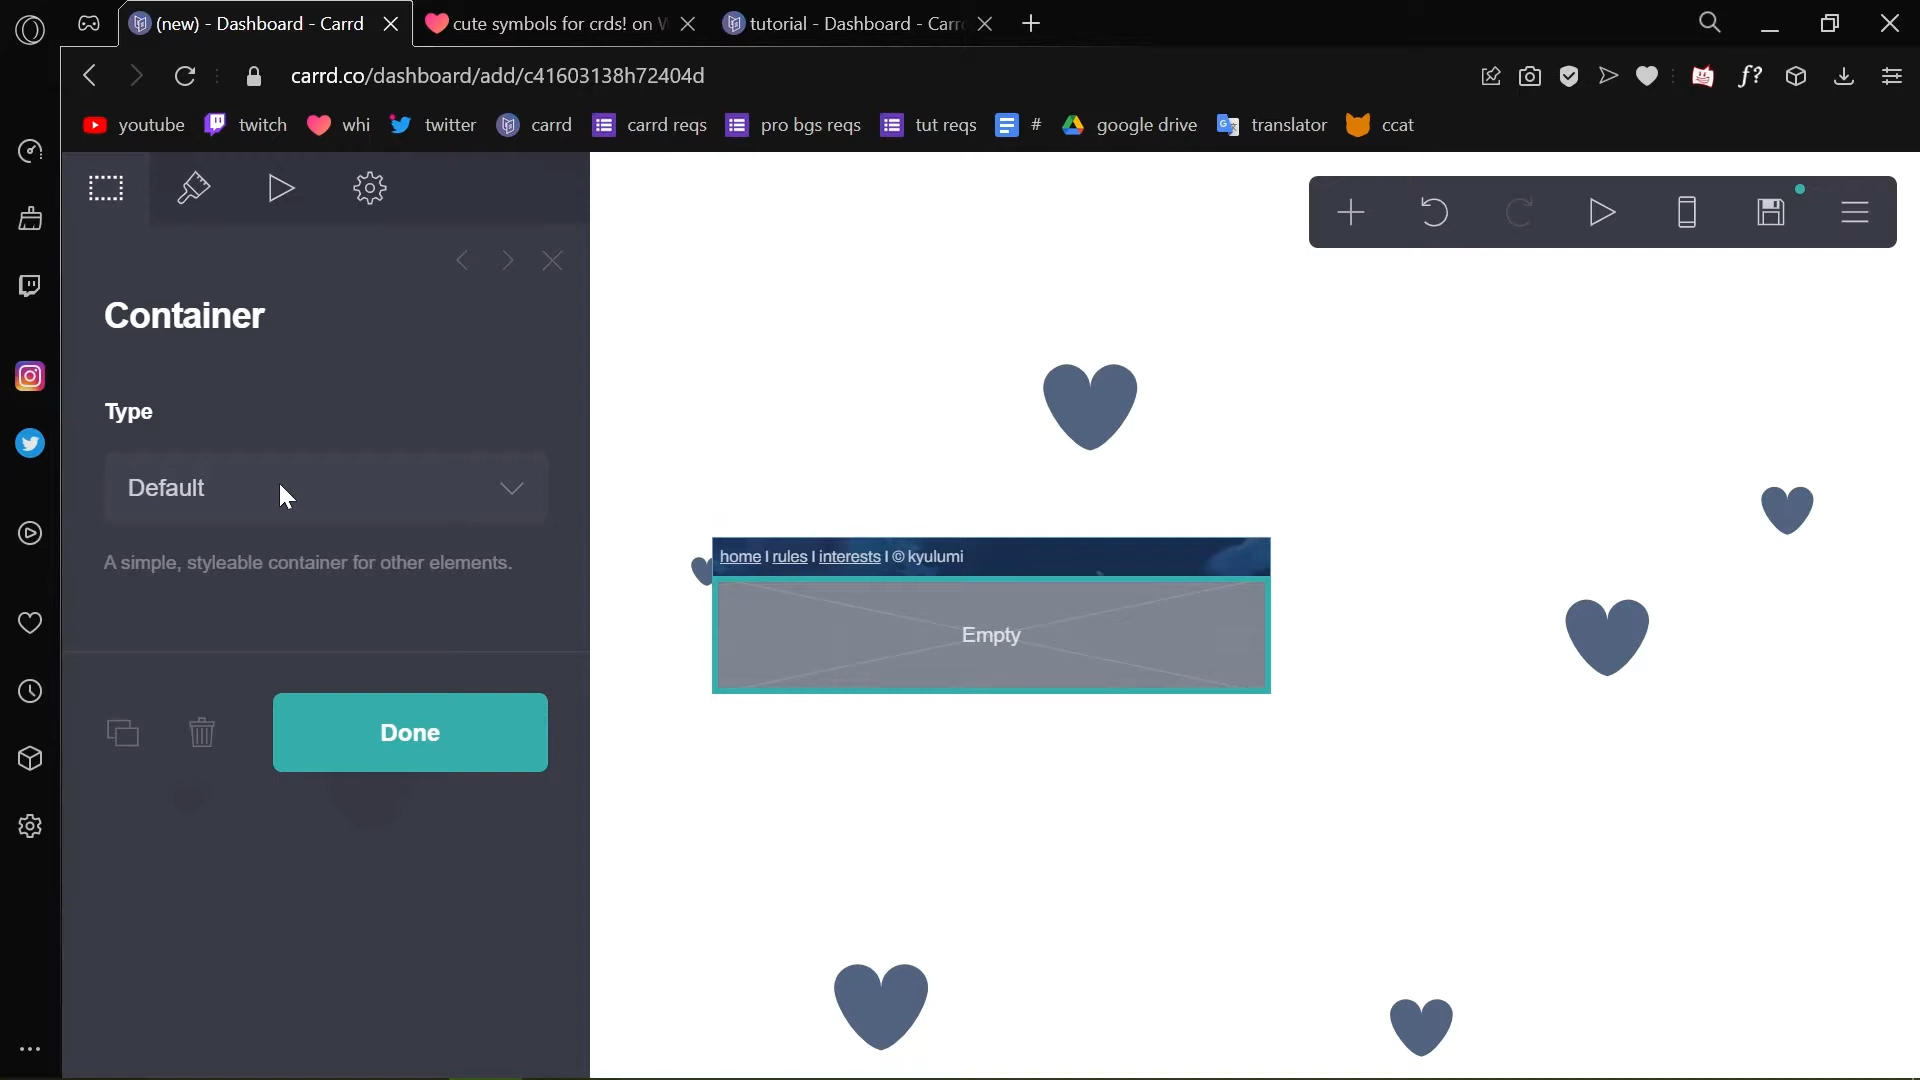 (new) - Dashboard - Carrd
cute symbols for crds! on W
tutorial - Dashboard - Carrd
carrd.co/dashboard/add/c41603138h72404d
youtube
twitch
whi
twitter
carrd
carrd reqs
pro bgs reqs
tut reqs
#
google drive
translator
ccat
Container
Type
Default
A simple, styleable container for other elements.
Done
home I rules I interests I © kyulumi
Empty